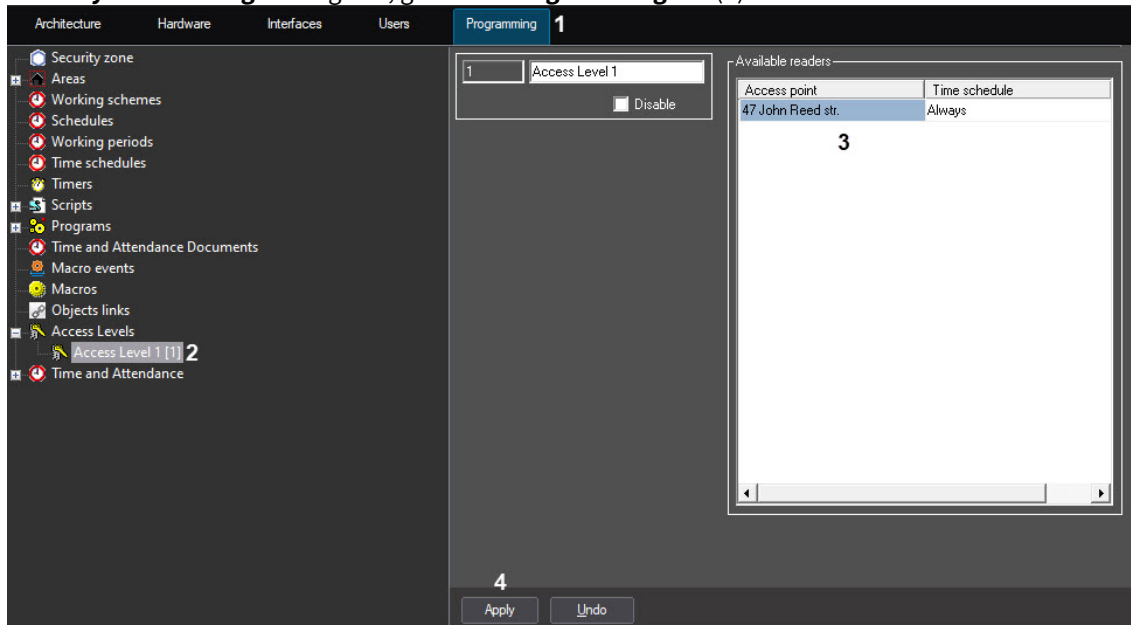 Architecture Hardware Interfaces Users Programming 1
Security zone
Areas
Working schemes
Schedules
Working periods
Time schedules
Timers
Scripts
Programs
Time and Attendance Documents
Macro events
Macros
Objects links
Access Levels
Access Level 1 [1] 2
Time and Attendance
1 Access Level 1
Disable
Available readers
Access point Time schedule
47 John Reed str. Always
3
4
Apply Undo